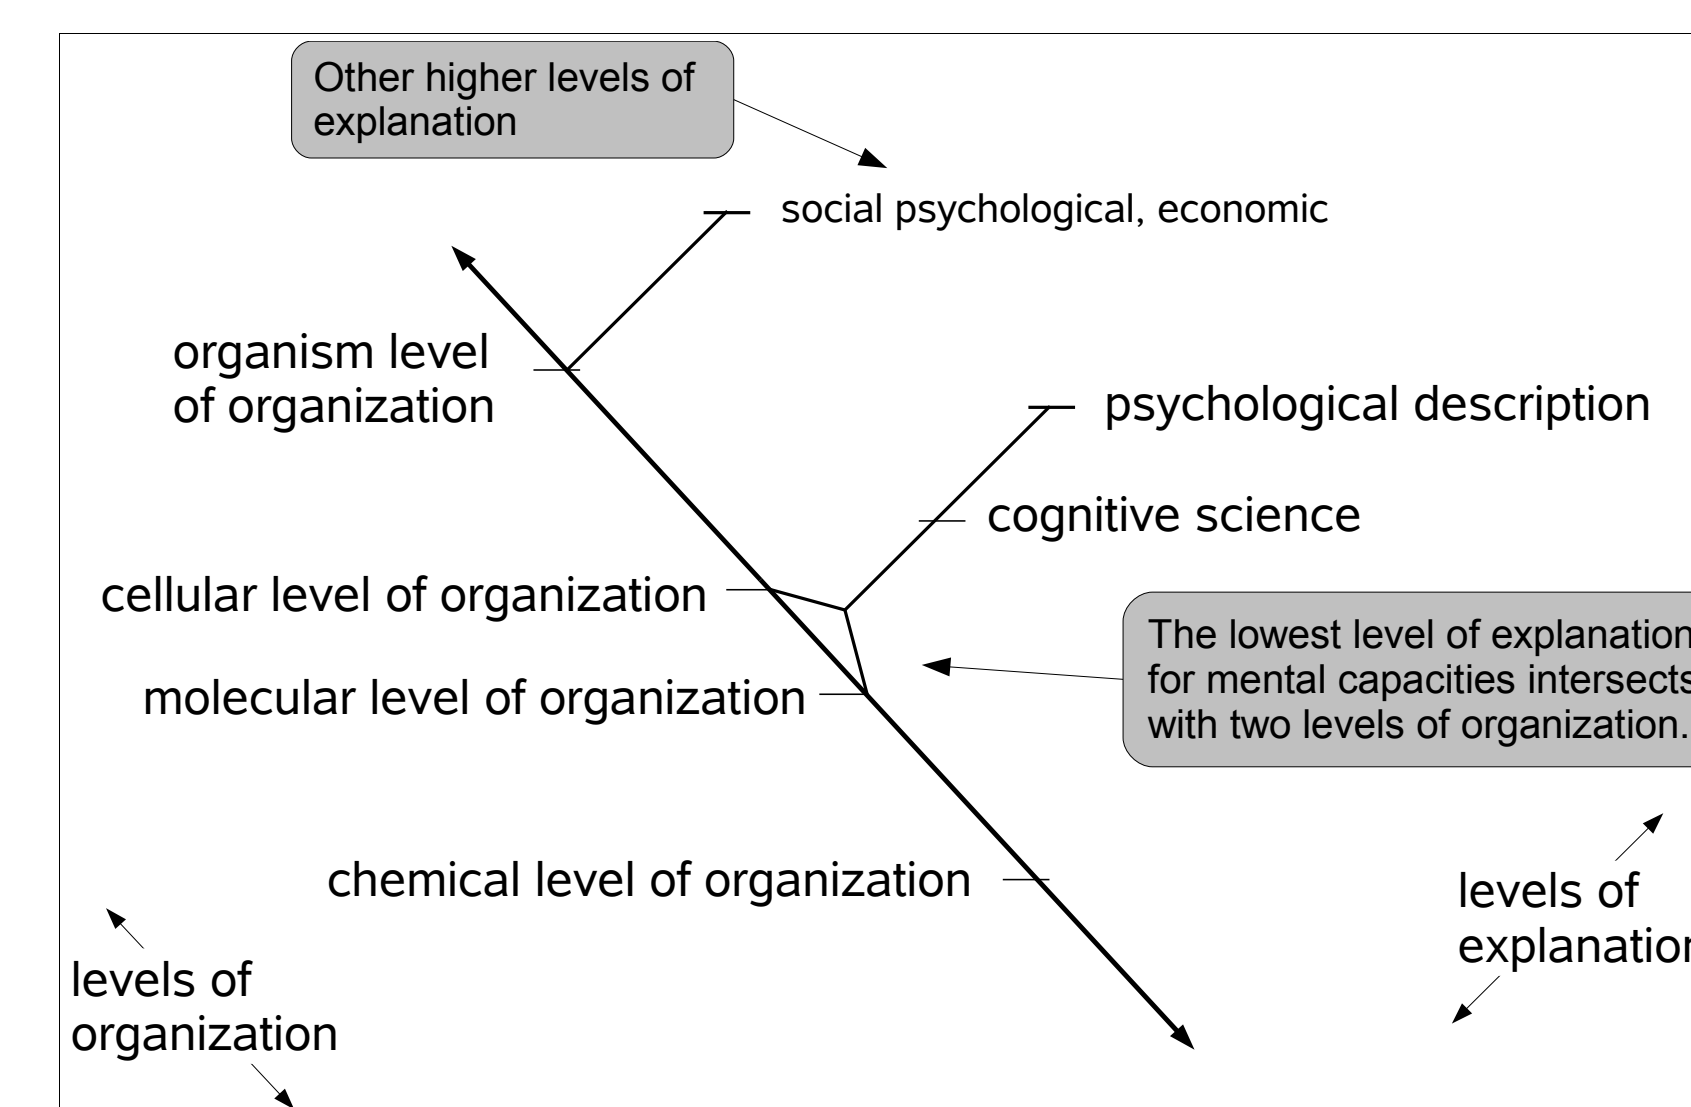 Other higher levels of
explanation
social psychological, economic
organism level
of organization
psychological description
cognitive science
cellular level of organization
The lowest level of explanation
for mental capacities intersects
with two levels of organization.
molecular level of organization
chemical level of organization
levels of
explanation
levels of
organization